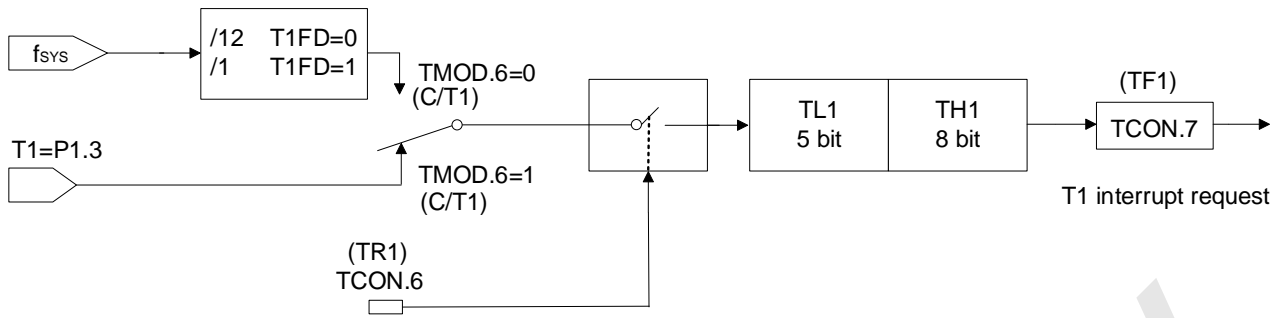 fSYS
/12 T1FD=0
/1 T1FD=1
TMOD.6=0
(C/T1)
T1=P1.3
TMOD.6=1
(C/T1)
(TR1)
TCON.6
TL1
5 bit
TH1
8 bit
(TF1)
TCON.7
T1 interrupt request